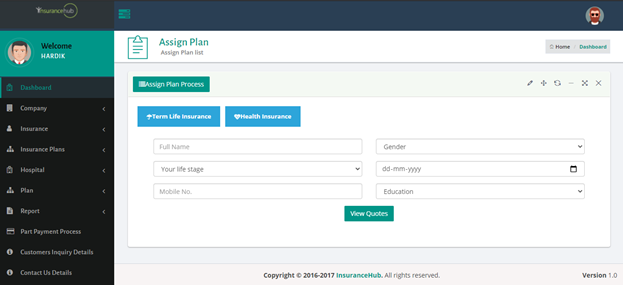 InsuranceHub
Welcome
HARDIK
Dashboard
Company
Insurance
Insurance Plans
Hospital
Plan
Report
Part Payment Process
Customers Inquiry Details
Contact Us Details
Assign Plan
Assign Plan list
Home / Dashboard
Assign Plan Process
Term Life Insurance
Health Insurance
Full Name
Gender
Your life stage
dd-mm-yyyy
Mobile No.
Education
View Quotes
Copyright © 2016-2017 InsuranceHub. All rights reserved.
Version 1.0